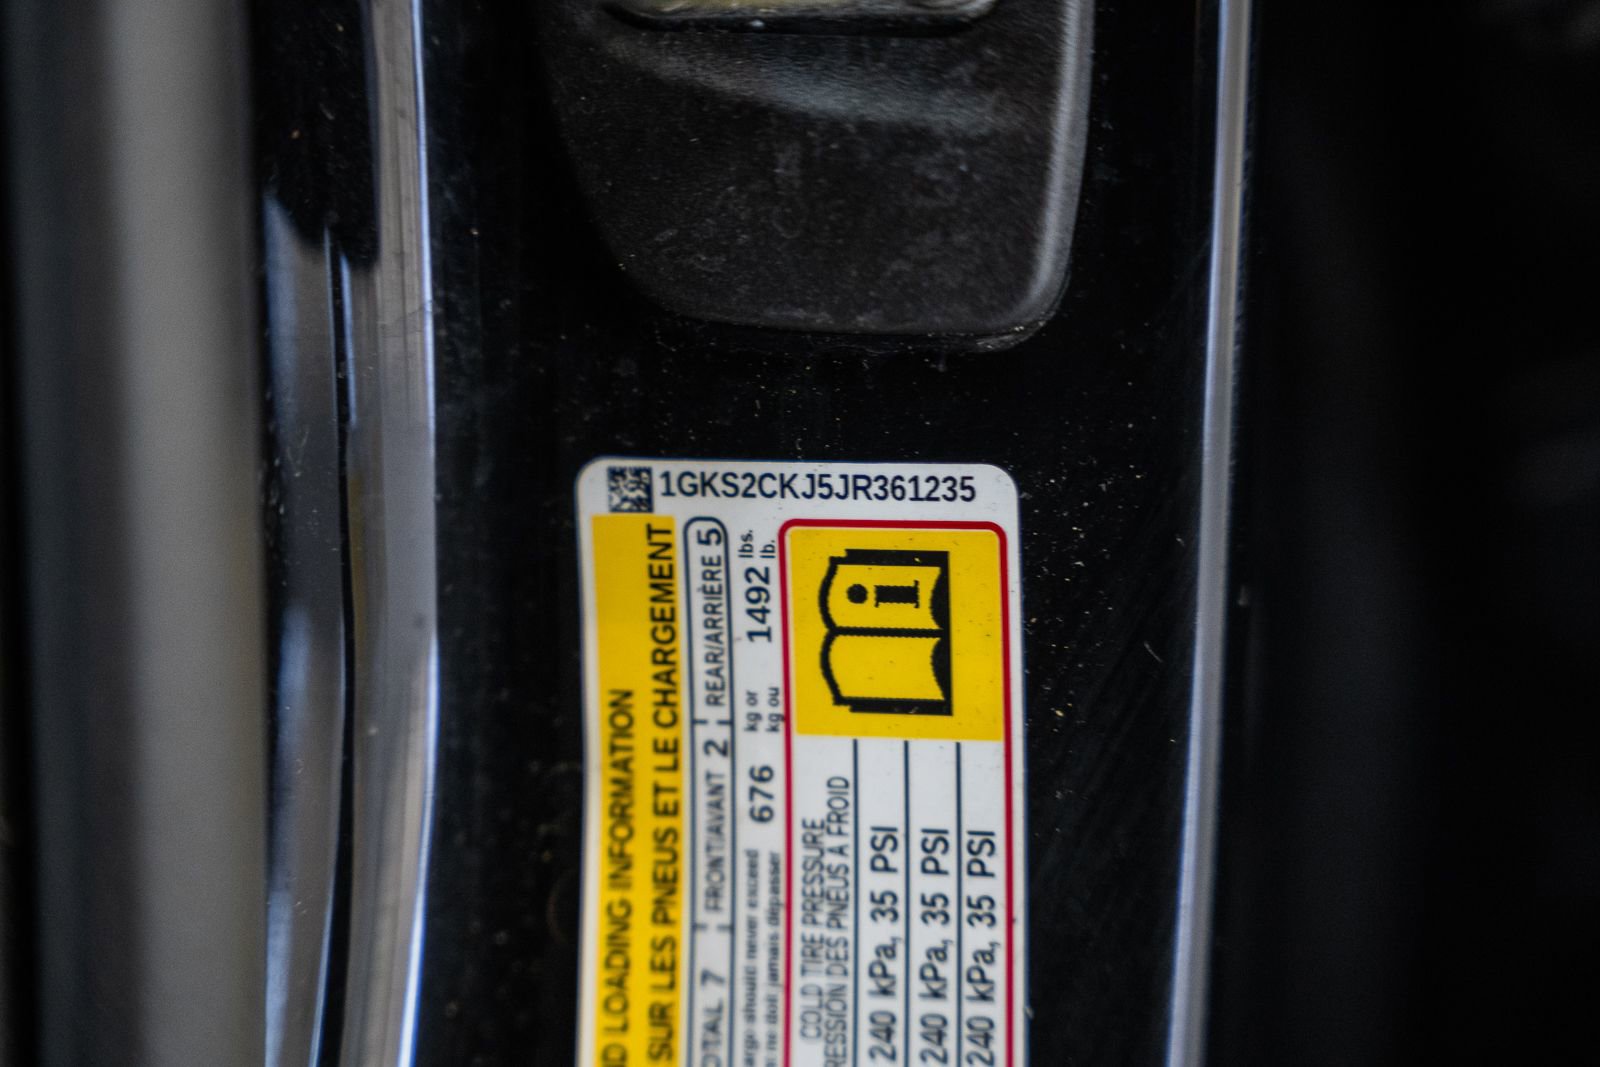 1GKS2CKJ5JR361235
LOADING INFORMATION
SUR LES PNEUS ET LE CHARGEMENT
7 FRONT/AVANT 2 REAR/ARRIÈRE 5
should never exceed 676 kg or 1492 lbs.
ne doit jamais dépasser kg ou lb.
COLD TIRE PRESSURE
DES PNEUS À FROID
240 kPa, 35 PSI
240 kPa, 35 PSI
240 kPa, 35 PSI
i